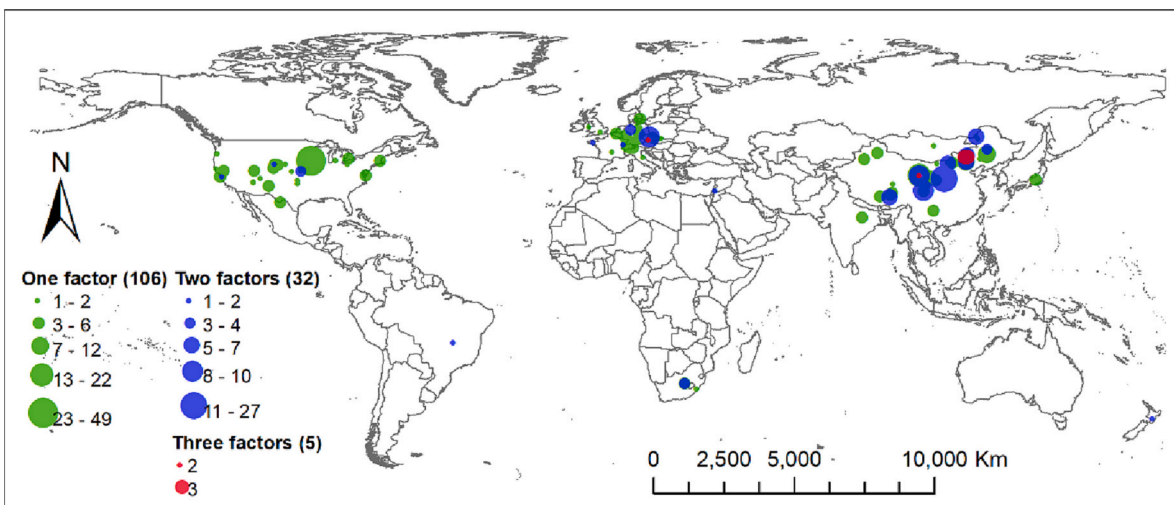 N
One factor (106)
1 - 2
3 - 6
7 - 12
13 - 22
23 - 49
Two factors (32)
1 - 2
3 - 4
5 - 7
8 - 10
11 - 27
Three factors (5)
2
3
0 2,500 5,000 10,000 Km